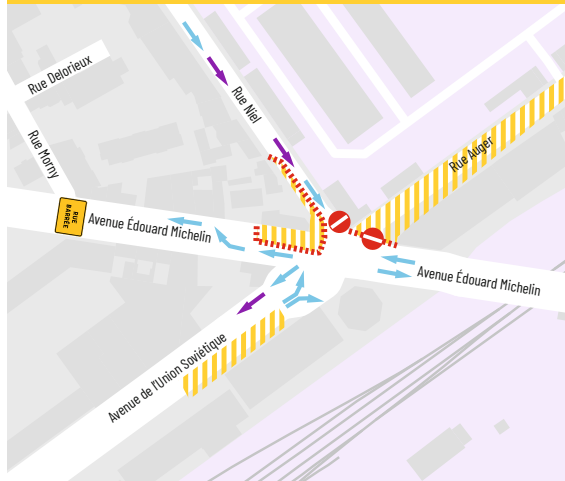 Rue Delorieux
Rue Niel
Rue Morny
Rue Auger
RUE
BARRÉE
Avenue Édouard Michelin
Avenue Édouard Michelin
Avenue de l'Union Soviétique